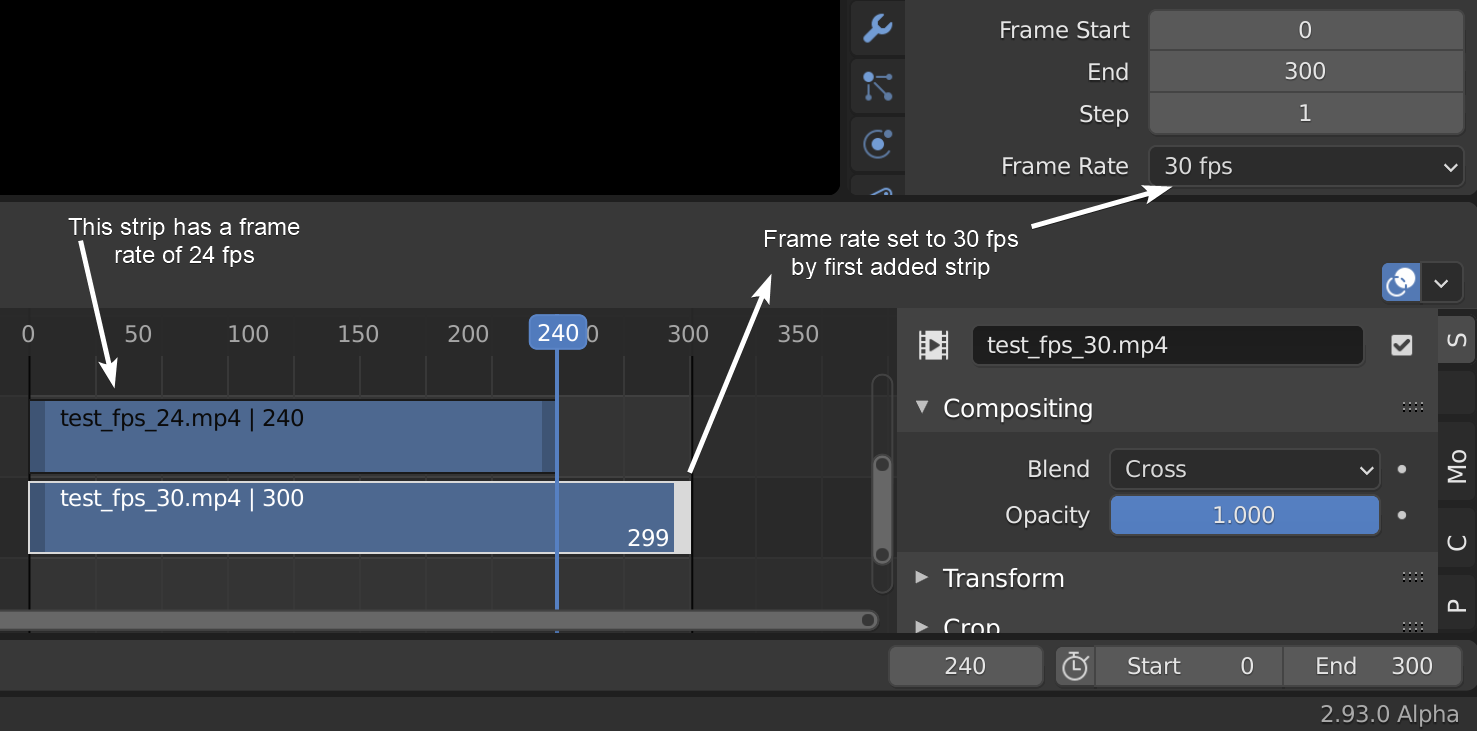 Frame Start 0
End 300
Step 1
Frame Rate 30 fps
This strip has a frame
rate of 24 fps
Frame rate set to 30 fps
by first added strip
0 50 100 150 200 240 0 300 350
test_fps_30.mp4
S
test_fps_24.mp4 | 240
Compositing
Blend Cross
Mo
test_fps_30.mp4 | 300
299
Opacity 1.000
C
Transform
P
Crop
240 Start 0 End 300
2.93.0 Alpha